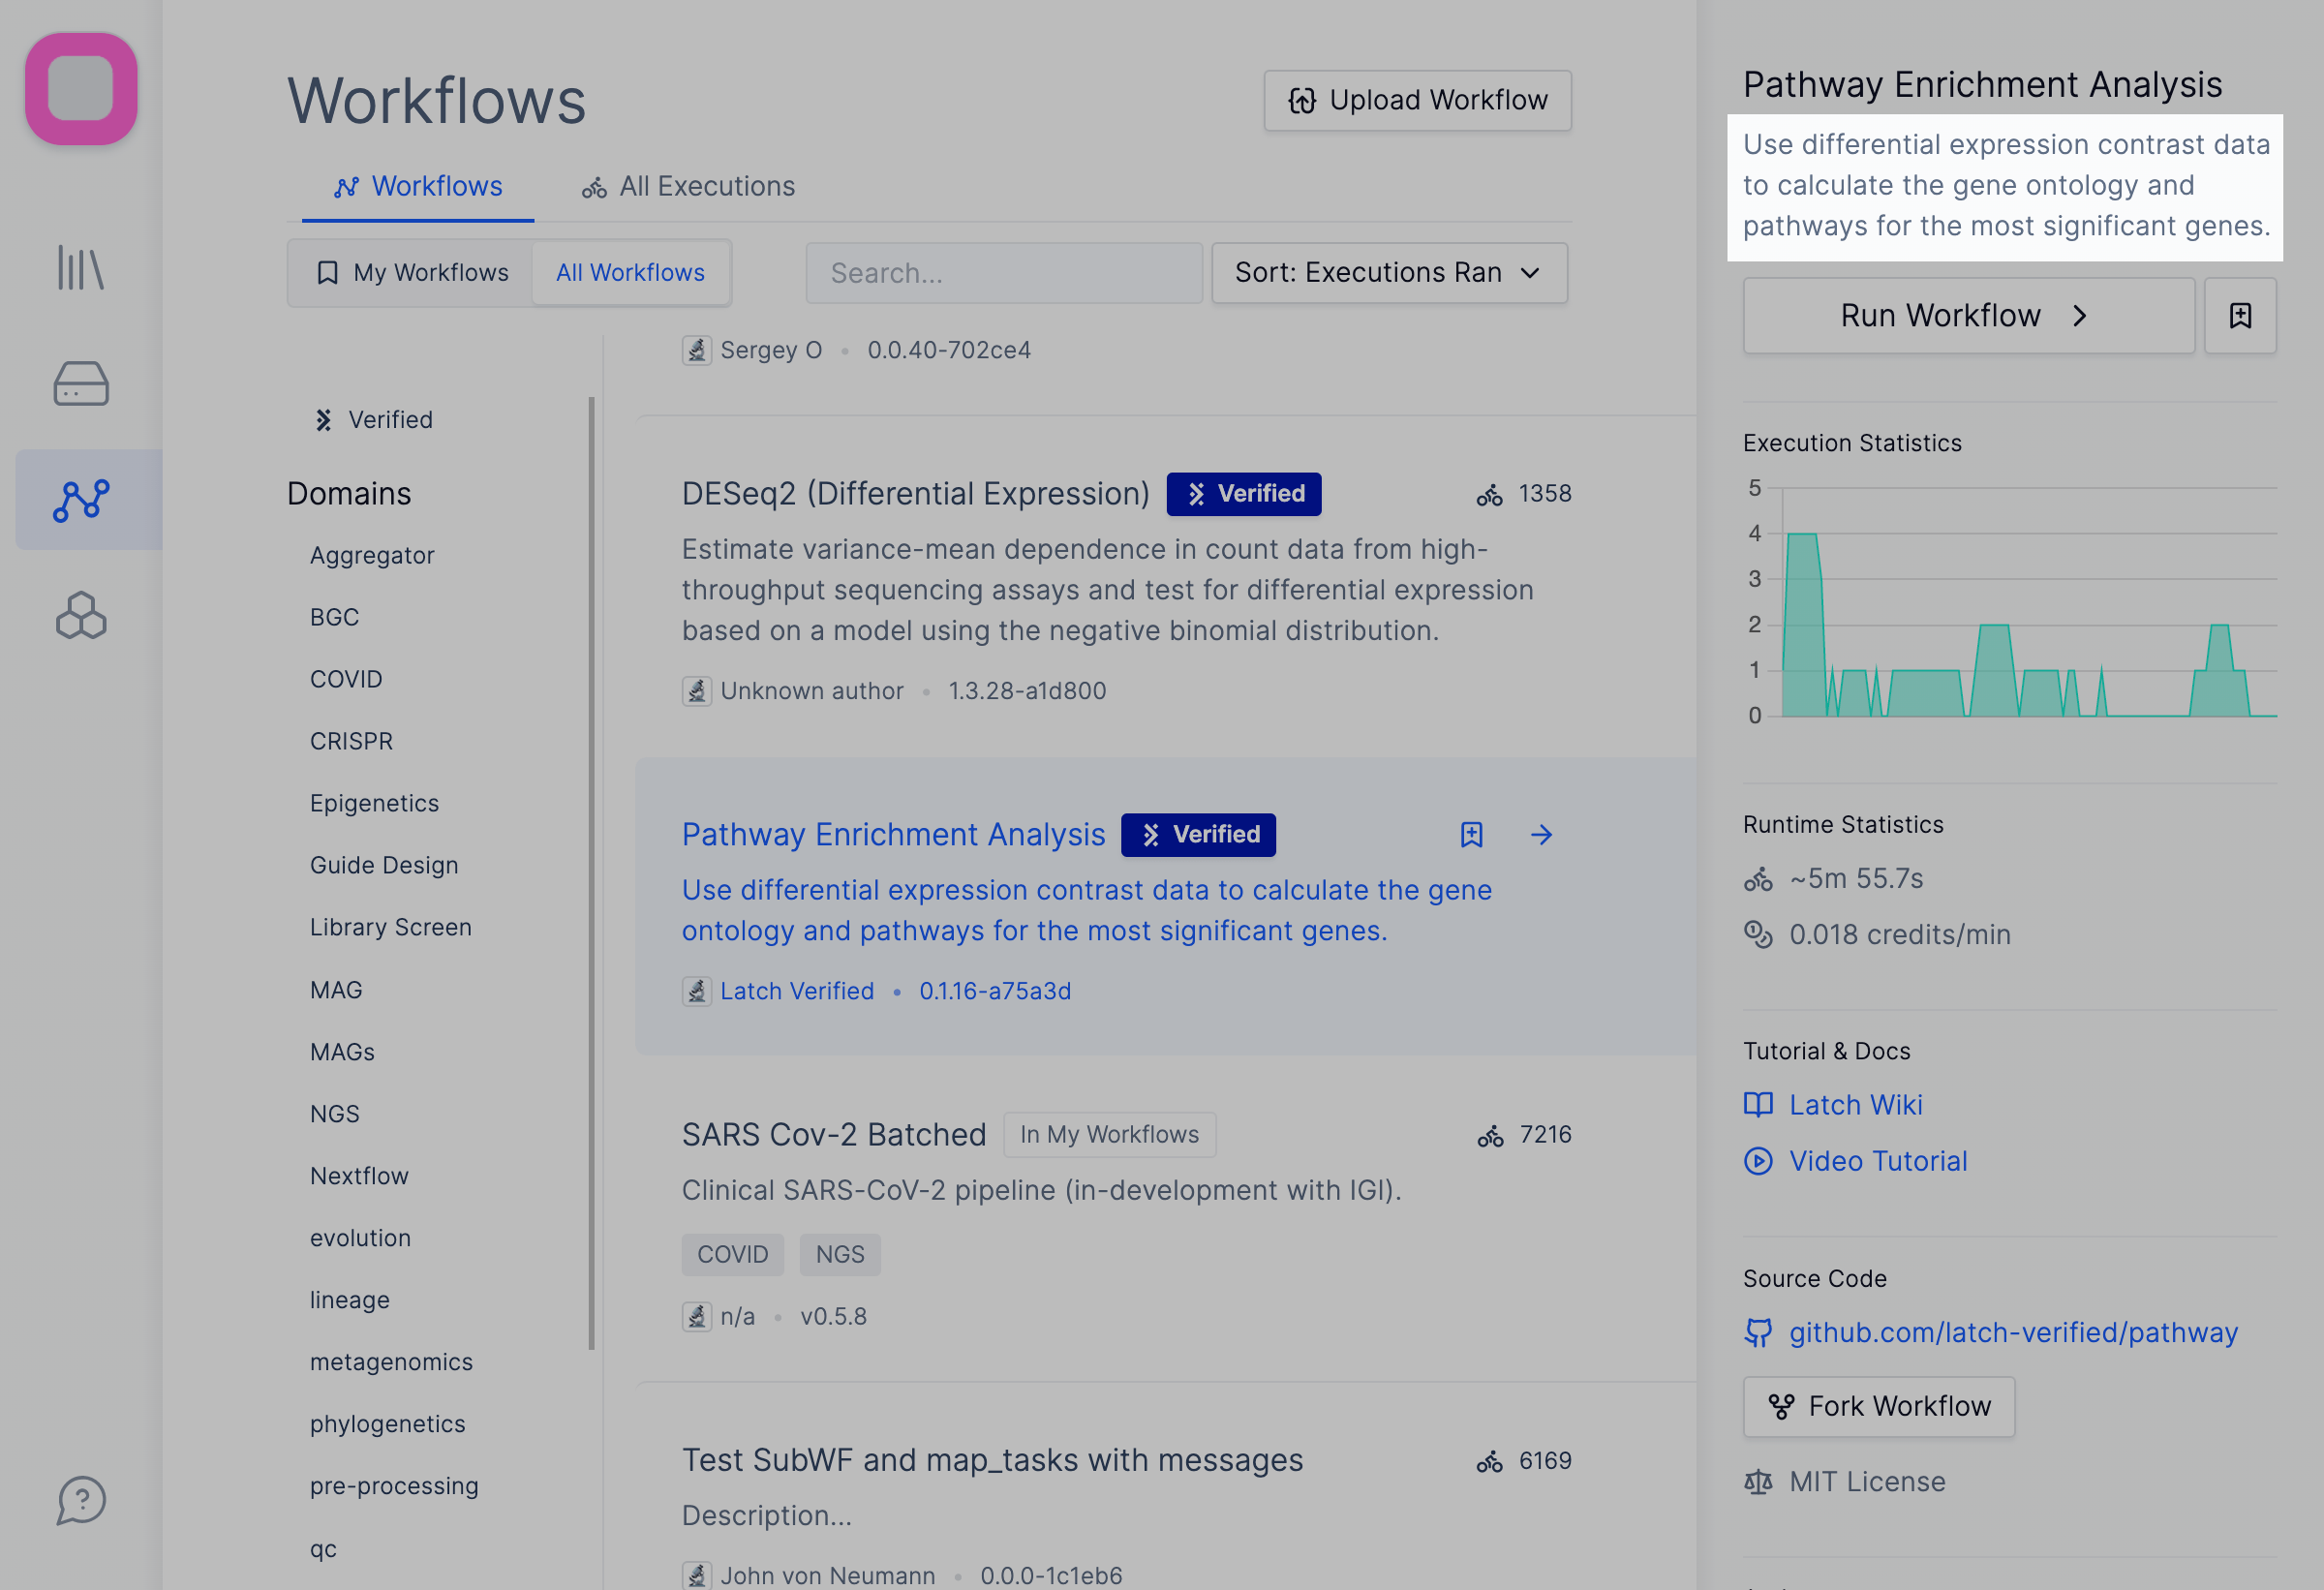 Workflows
Upload Workflow
Workflows
All Executions
My Workflows
All Workflows
Search...
Sort: Executions Ran
Verified
Domains
Aggregator
BGC
COVID
CRISPR
Epigenetics
Guide Design
Library Screen
MAG
MAGs
NGS
Nextflow
evolution
lineage
metagenomics
phylogenetics
pre-processing
qc
Sergey O • 0.0.40-702ce4
DESeq2 (Differential Expression) Verified 1358
Estimate variance-mean dependence in count data from high-
throughput sequencing assays and test for differential expression
based on a model using the negative binomial distribution.
Unknown author • 1.3.28-a1d800
Pathway Enrichment Analysis Verified
Use differential expression contrast data to calculate the gene
ontology and pathways for the most significant genes.
Latch Verified • 0.1.16-a75a3d
SARS Cov-2 Batched In My Workflows 7216
Clinical SARS-CoV-2 pipeline (in-development with IGI).
COVID NGS
n/a • v0.5.8
Test SubWF and map_tasks with messages 6169
Description...
John von Neumann • 0.0.0-1c1eb6
Pathway Enrichment Analysis
Use differential expression contrast data
to calculate the gene ontology and
pathways for the most significant genes.
Run Workflow
Execution Statistics
5
4
3
2
1
0
Runtime Statistics
~5m 55.7s
0.018 credits/min
Tutorial & Docs
Latch Wiki
Video Tutorial
Source Code
github.com/latch-verified/pathway
Fork Workflow
MIT License